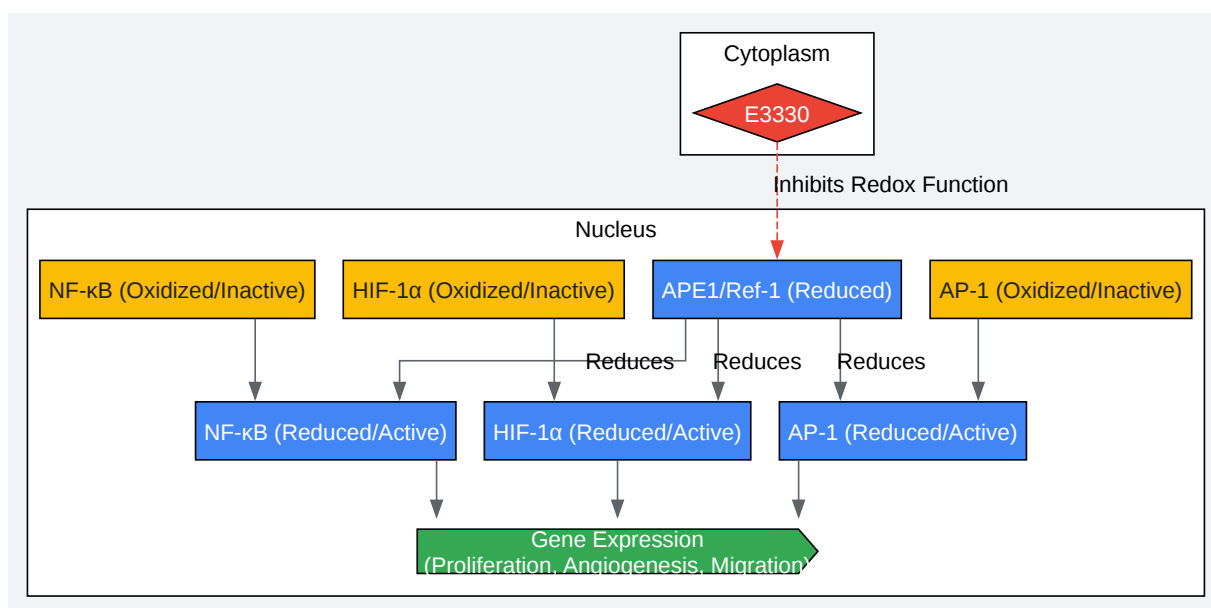 Cytoplasm
E3330
Inhibits Redox Function
Nucleus
NF-κB (Oxidized/Inactive)
HIF-1α (Oxidized/Inactive)
APE1/Ref-1 (Reduced)
AP-1 (Oxidized/Inactive)
Reduces
Reduces
Reduces
NF-κB (Reduced/Active)
HIF-1α (Reduced/Active)
AP-1 (Reduced/Active)
Gene Expression
(Proliferation, Angiogenesis, Migration)